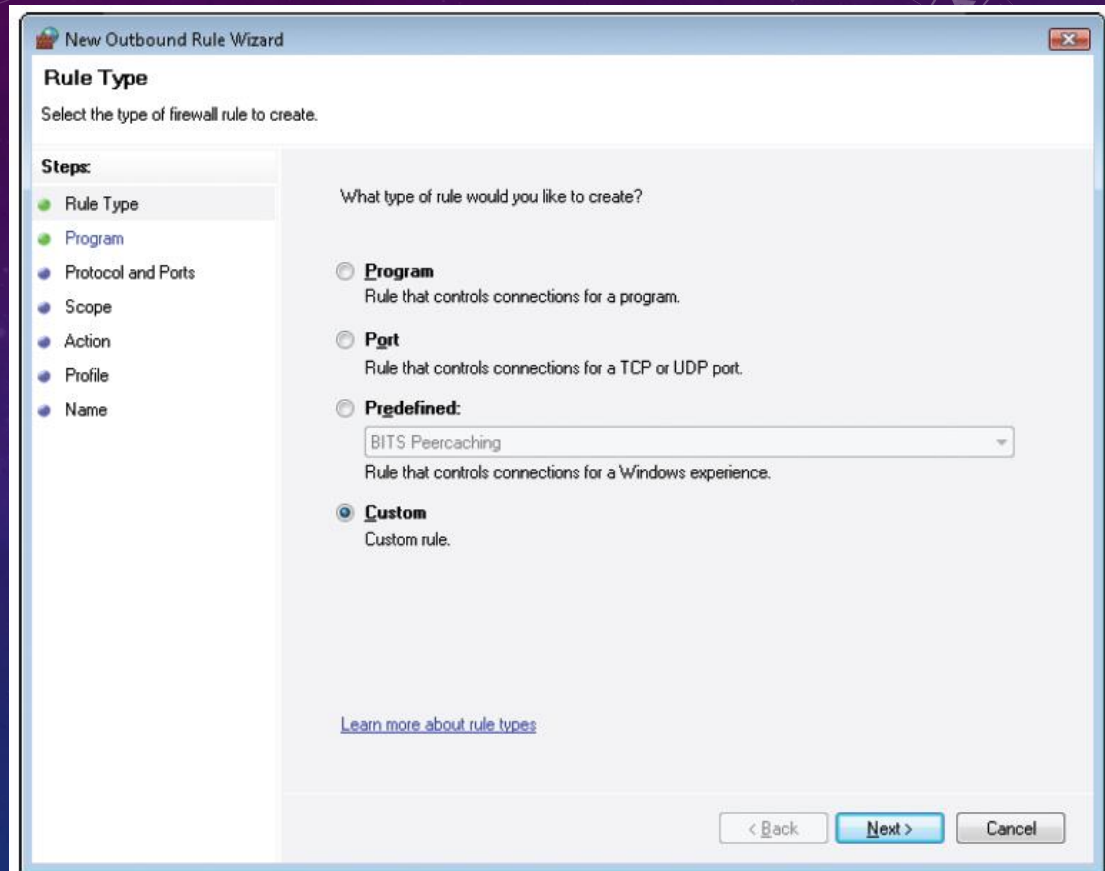 New Outbound Rule Wizard
Rule Type
Select the type of firewall rule to create.
Steps:
Rule Type
Program
Protocol and Ports
Scope
Action
Profile
Name
What type of rule would you like to create?
Program
Rule that controls connections for a program.
Port
Rule that controls connections for a TCP or UDP port.
Predefined:
BITS Peercaching
Rule that controls connections for a Windows experience.
Custom
Custom rule.
Learn more about rule types
< Back Next > Cancel